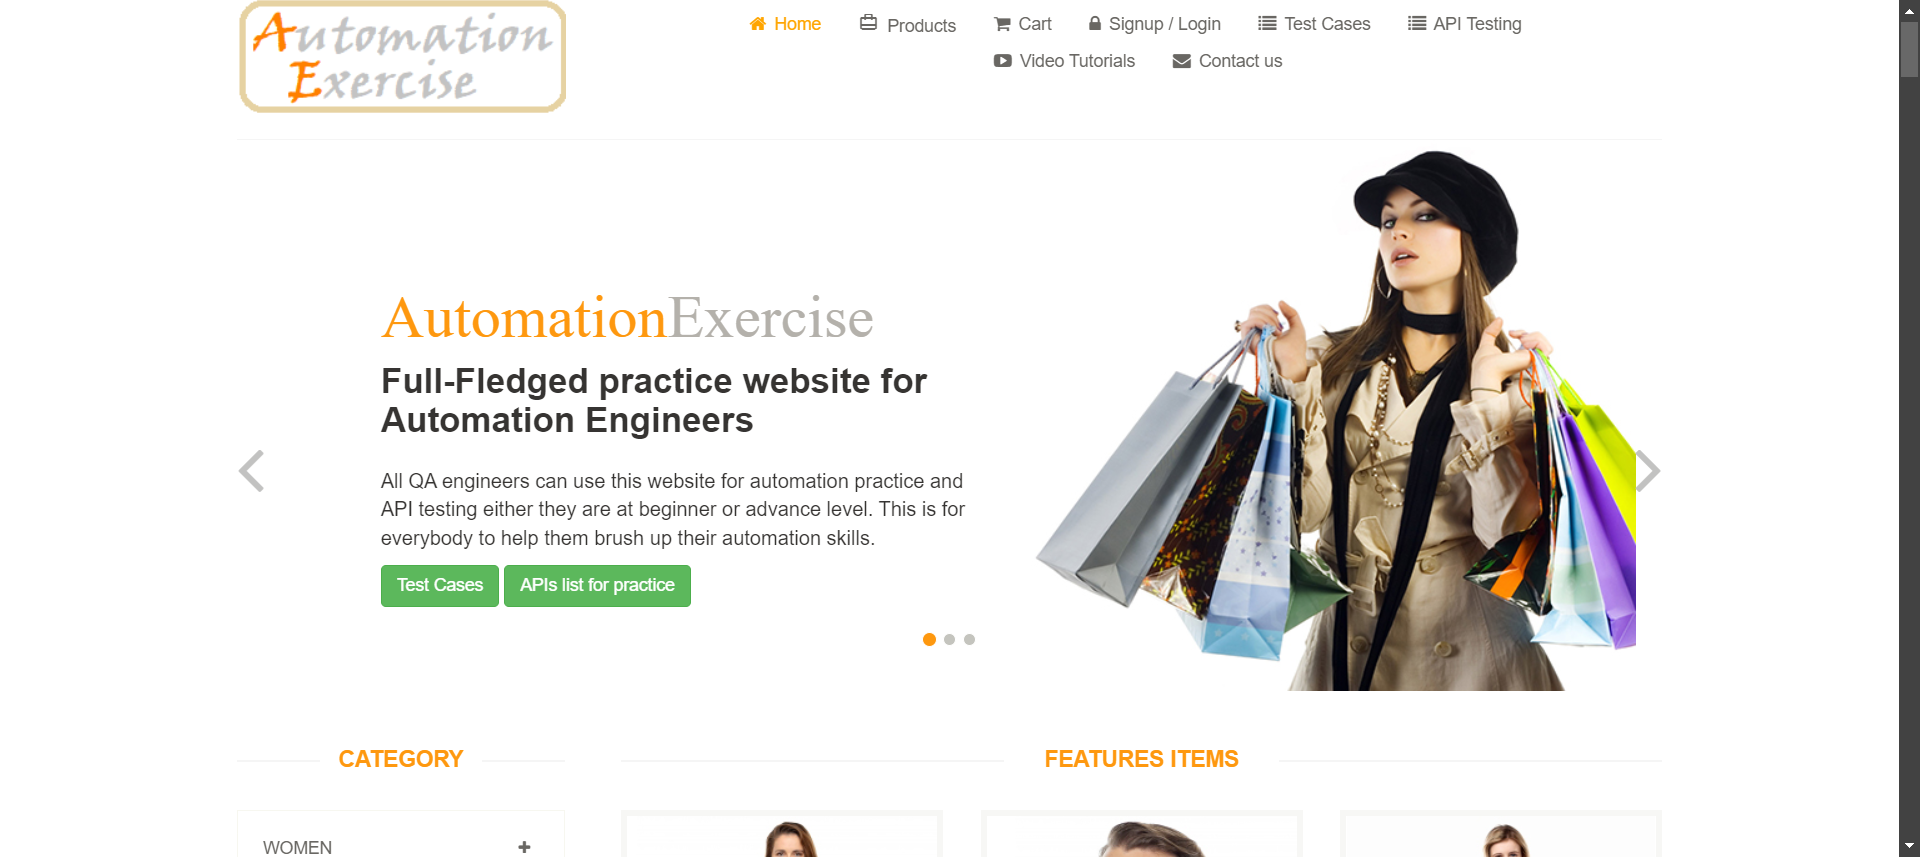 Automation
Exercise
Home
Products
Cart
Signup / Login
Test Cases
API Testing
Video Tutorials
Contact us
AutomationExercise
Full-Fledged practice website for
Automation Engineers
All QA engineers can use this website for automation practice and
API testing either they are at beginner or advance level. This is for
everybody to help them brush up their automation skills.
Test Cases
APIs list for practice
CATEGORY
FEATURES ITEMS
WOMEN